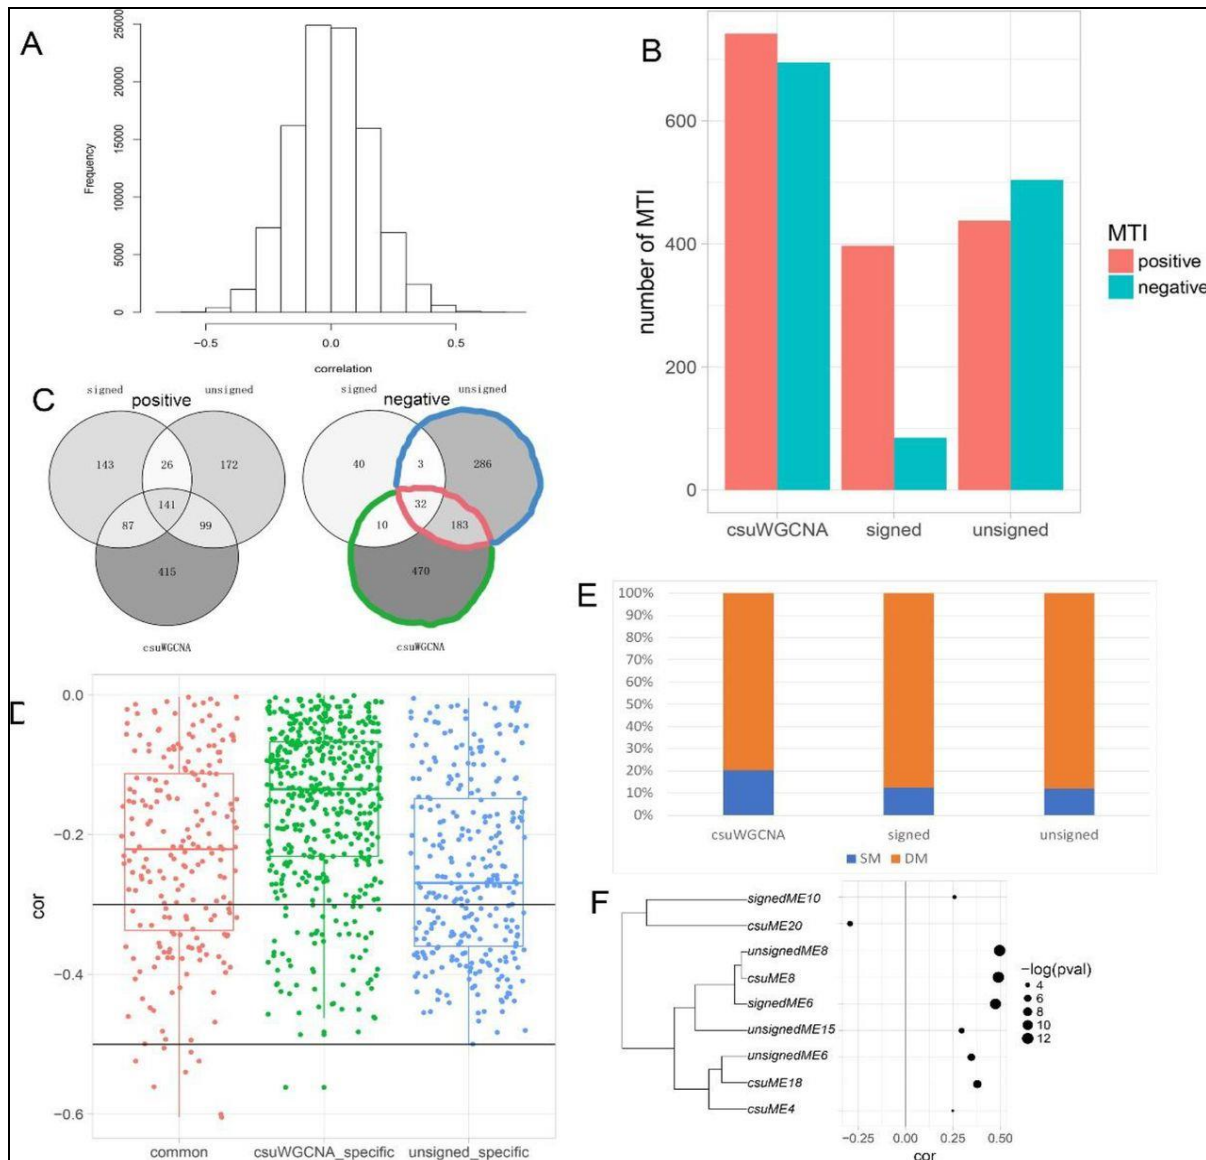 A
25000
20000
15000
10000
5000
0
Frequency
−0.5
0.0
0.5
correlation
B
600
400
200
0
number of MTI
csuWGCNA
signed
unsigned
MTI
positive
negative
C
signed
unsigned
positive
143
26
172
141
87
99
415
csuWGCNA
signed
unsigned
negative
40
3
286
32
10
183
470
csuWGCNA
0.0
−0.2
−0.4
−0.6
cor
common
csuWGCNA_specific
unsigned_specific
E
100%
90%
80%
70%
60%
50%
40%
30%
20%
10%
0%
csuWGCNA
signed
unsigned
SM
DM
F
signedME10
csuME20
unsignedME8
csuME8
signedME6
unsignedME15
unsignedME6
csuME18
csuME4
−0.25
0.00
0.25
0.50
cor
−log(pval)
4
6
8
10
12